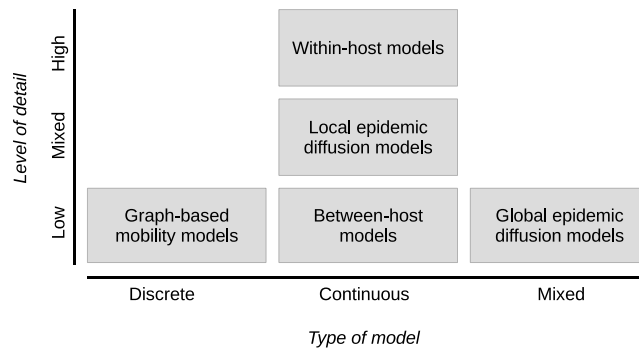 Level of detail
High
Mixed
Low
Within-host models
Local epidemic
diffusion models
Graph-based
mobility models
Between-host
models
Global epidemic
diffusion models
Discrete
Continuous
Mixed
Type of model